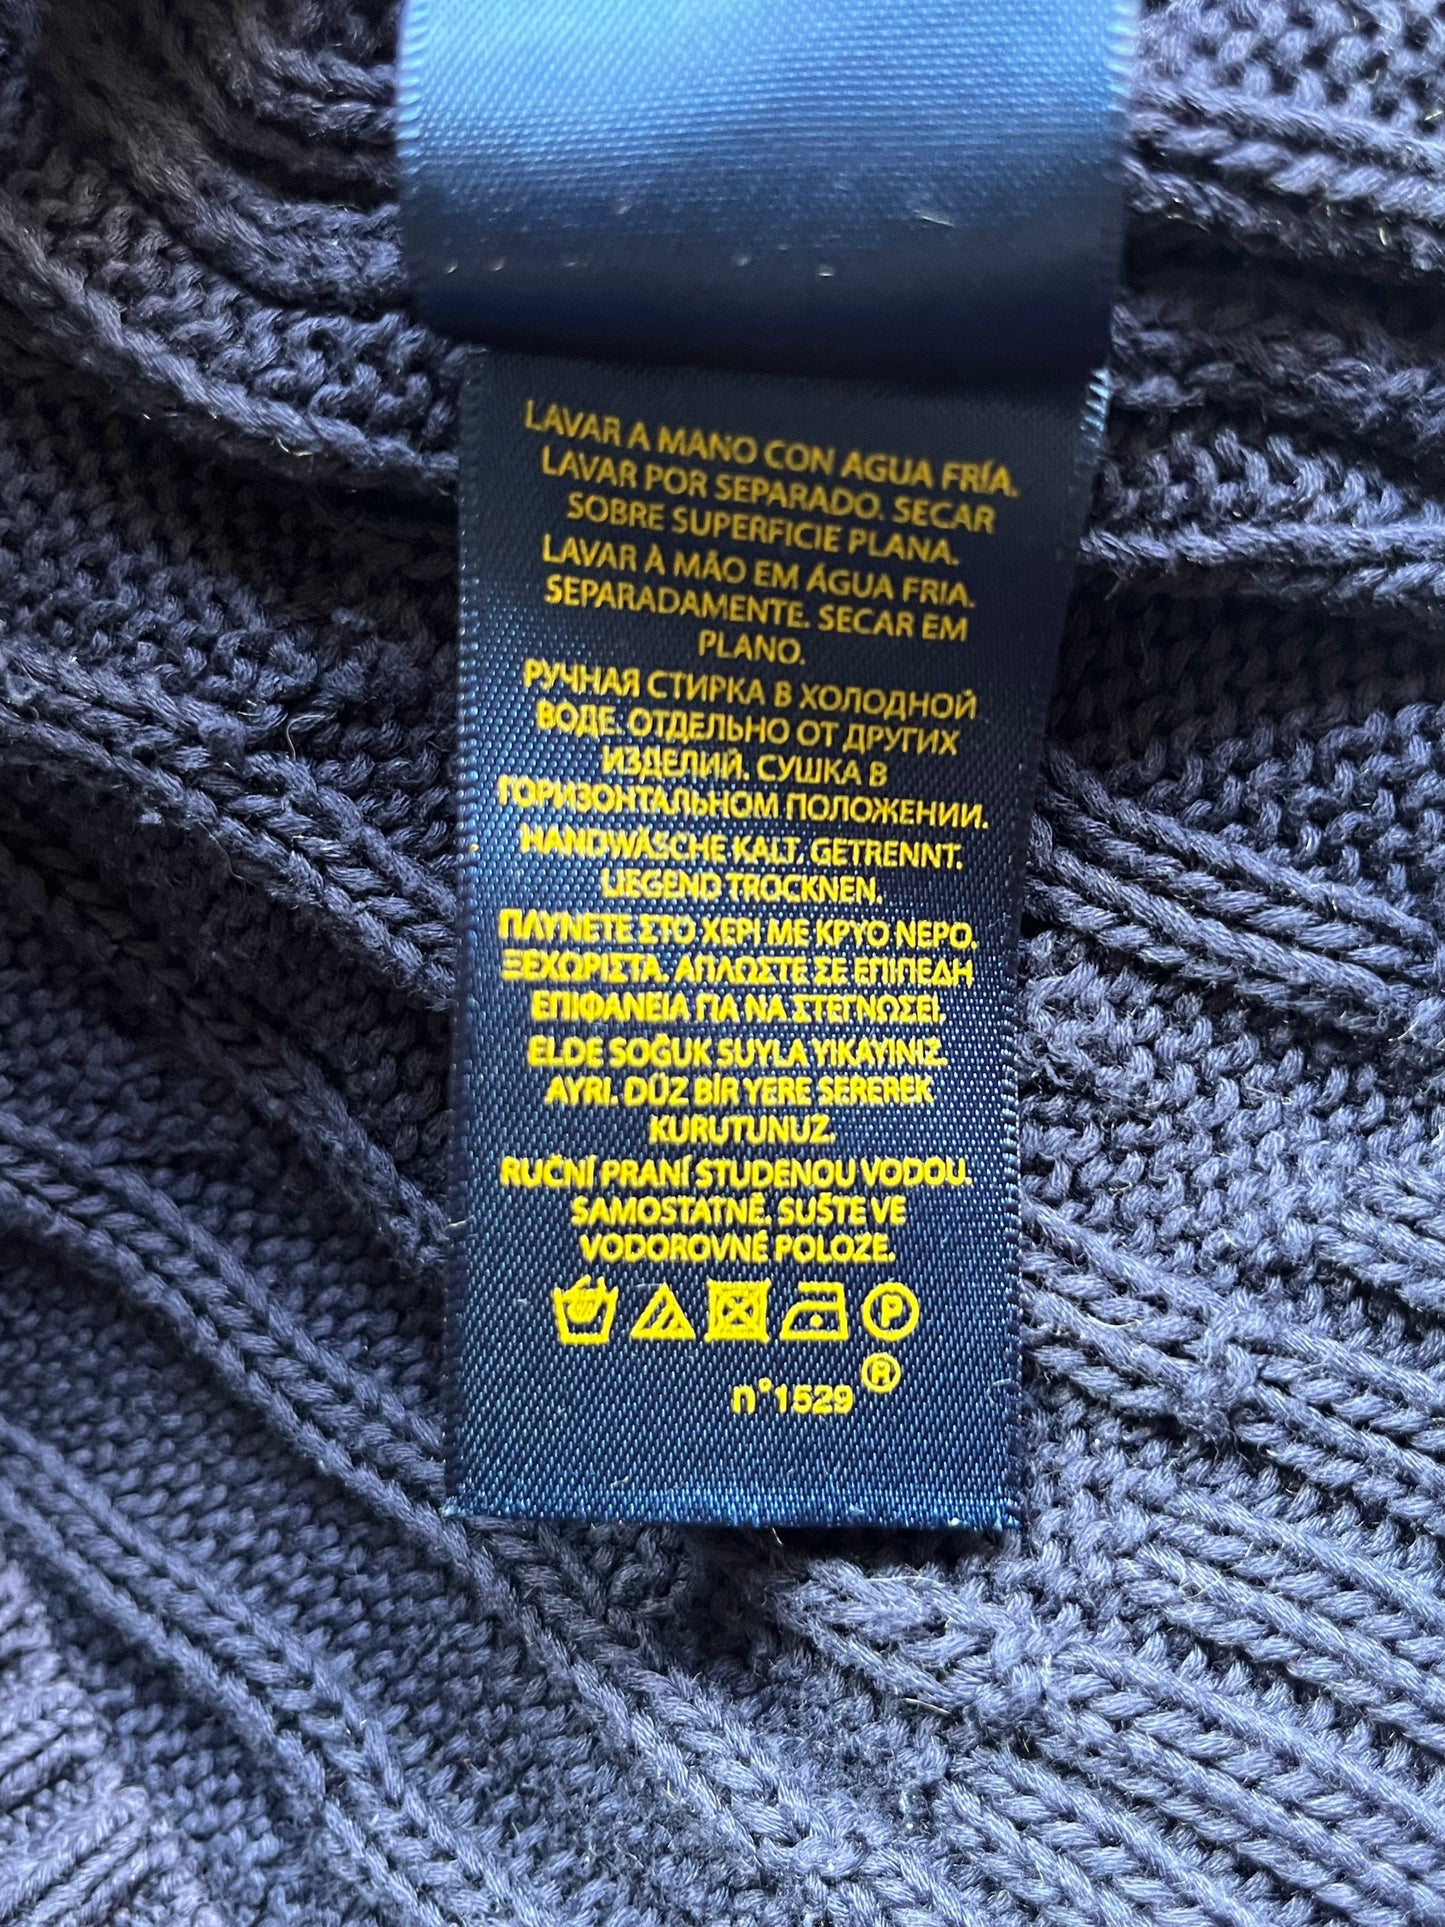 LAVAR A MANO CON AGUA FRÍA.
LAVAR POR SEPARADO. SECAR
SOBRE SUPERFICIE PLANA.
LAVAR À MÃO EM ÁGUA FRIA.
SEPARADAMENTE. SECAR EM
PLANO.
РУЧНАЯ СТИРКА В ХОЛОДНОЙ
ВОДЕ. ОТДЕЛЬНО ОТ ДРУГИХ
ИЗДЕЛИЙ. СУШКА В
ГОРИЗОНТАЛЬНОМ ПОЛОЖЕНИИ.
HANDWÄSCHE KALT. GETRENNT.
LIEGEND TROCKNEN.
ΠΛΥΝΕΤΕ ΣΤΟ ΧΕΡΙ ΜΕ ΚΡΥΟ ΝΕΡΟ.
ΞΕΧΩΡΙΣΤΑ. ΑΠΛΩΣΤΕ ΣΕ ΕΠΙΠΕΔΗ
ΕΠΙΦΑΝΕΙΑ ΓΙΑ ΝΑ ΣΤΕΓΝΩΣΕΙ.
ELDE SOĞUK SUYLA YIKAYINIZ.
AYRI. DÜZ BİR YERE SEREREK
KURUTUNUZ.
RUČNÍ PRANÍ STUDENOU VODOU.
SAMOSTATNĚ. SUŠTE VE
VODOROVNÉ POLOZE.
P
n°1529 ®